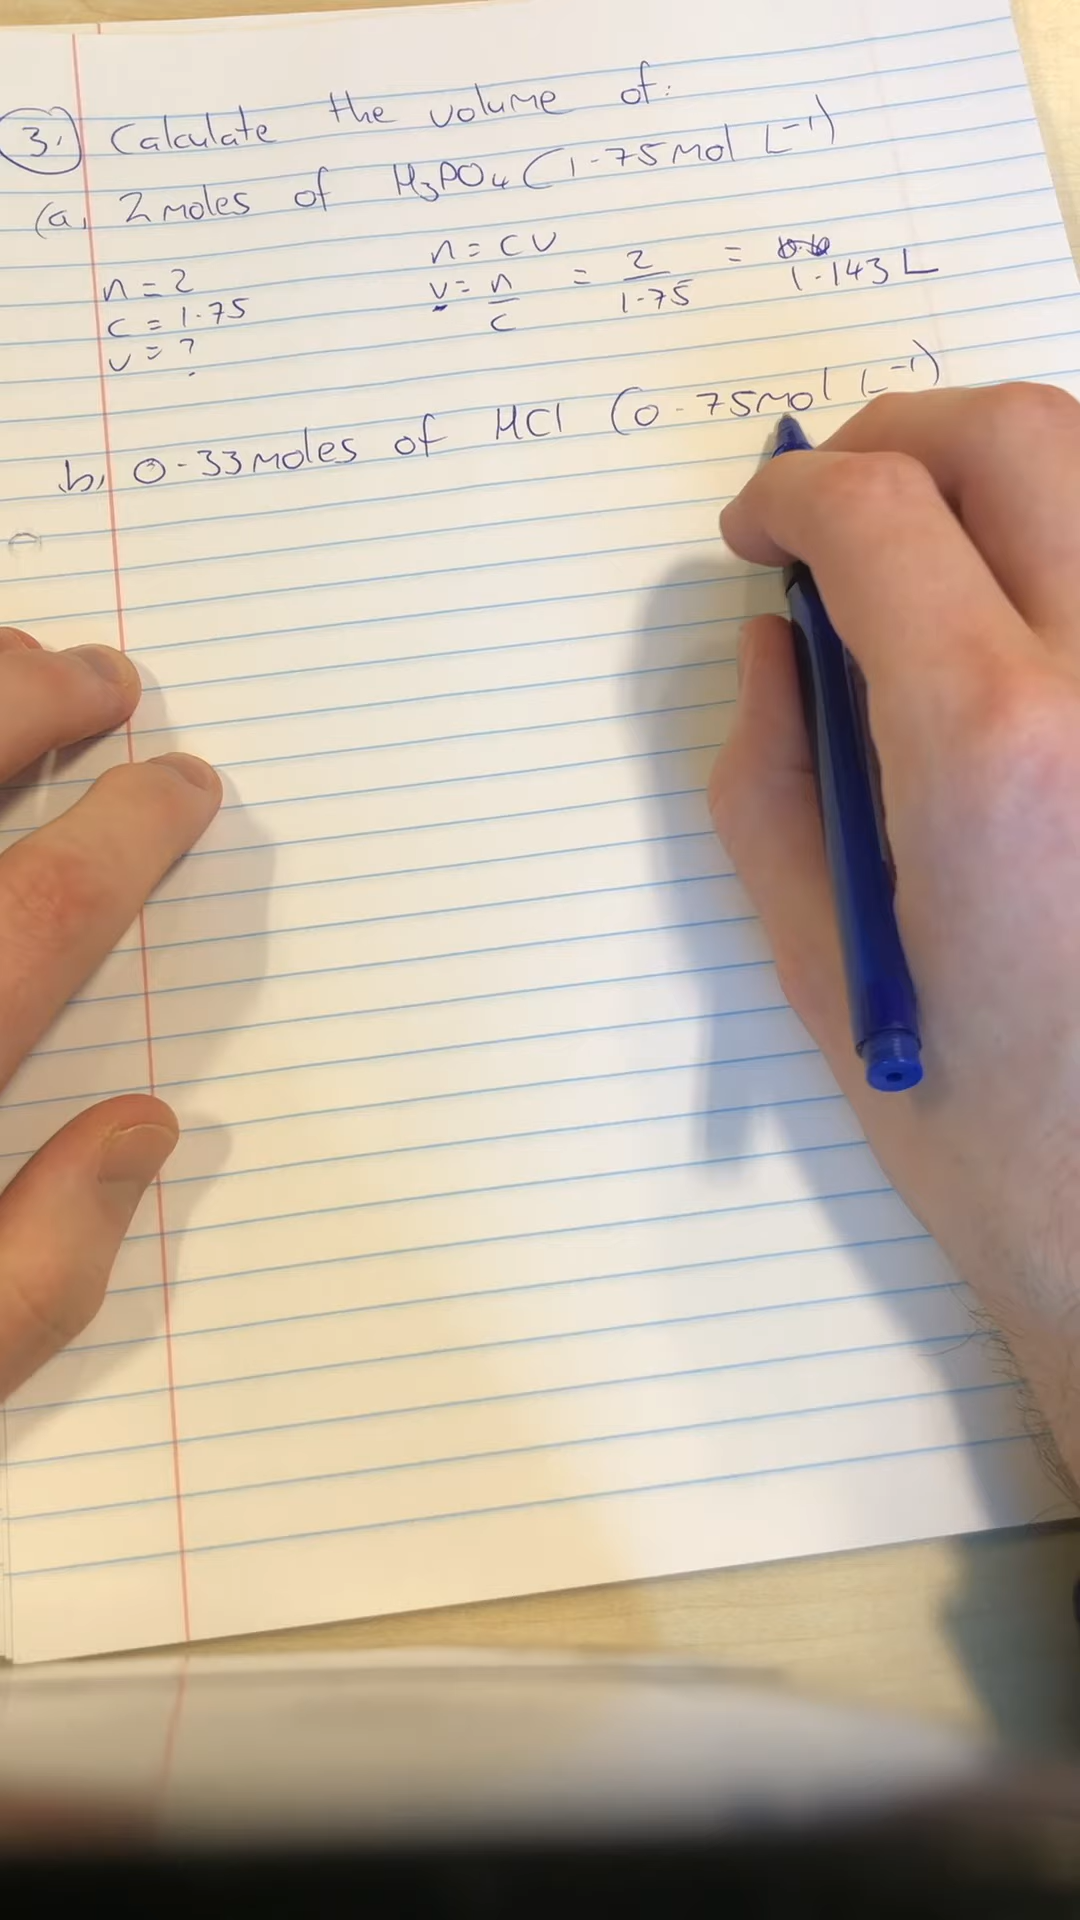 3. Calculate the volume of:
(a, 2 moles of H₃PO₄ (1.75 mol L⁻¹)
n = 2
c = 1.75
v = ?
n = cv
v = n/c = 2/1.75 = 1.143 L
b, 0.33 moles of HCl (0.75 mol L⁻¹)